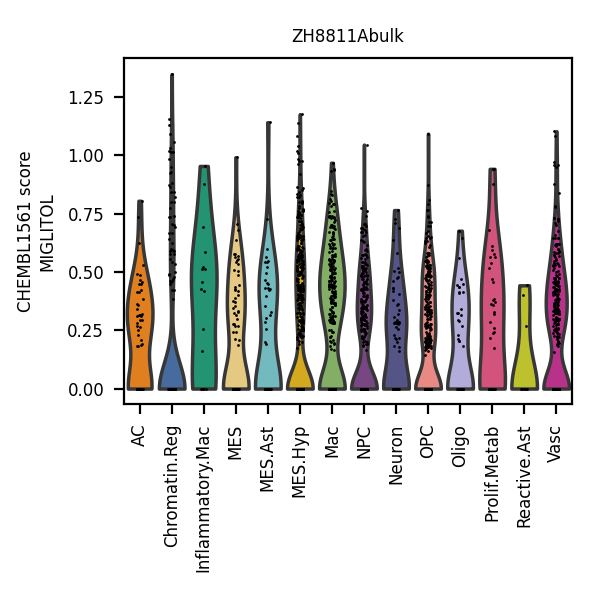 ZH8811Abulk
CHEMBL1561 score
MIGLITOL
1.25
1.00
0.75
0.50
0.25
0.00
AC
Chromatin.Reg
Inflammatory.Mac
MES
MES.Ast
MES.Hyp
Mac
NPC
Neuron
OPC
Oligo
Prolif.Metab
Reactive.Ast
Vasc